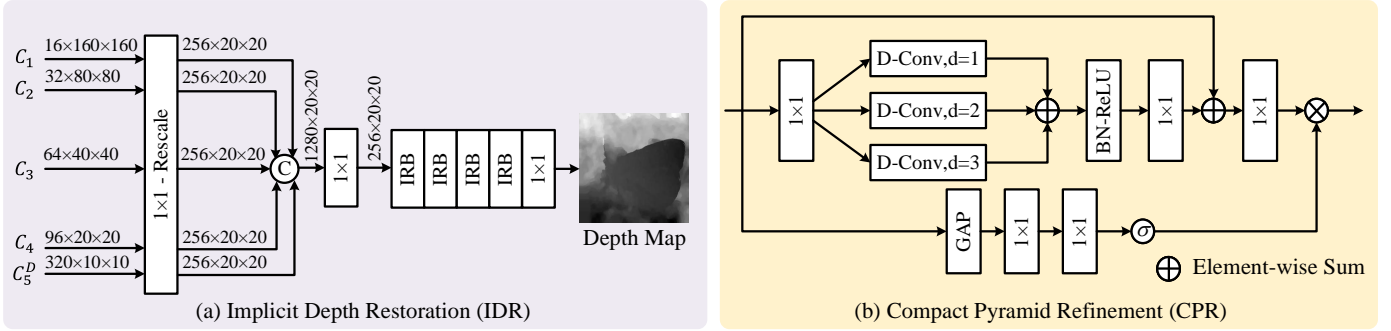 C₁ 16×160×160
C₂ 32×80×80
C₃ 64×40×40
C₄ 96×20×20
C₅ᴰ 320×10×10
1×1 - Rescale
256×20×20
256×20×20
256×20×20
256×20×20
256×20×20
C
1280×20×20
1×1
256×20×20
IRB
IRB
IRB
IRB
1×1
Depth Map
(a) Implicit Depth Restoration (IDR)
1×1
D-Conv,d=1
D-Conv,d=2
D-Conv,d=3
BN-ReLU
1×1
1×1
GAP
1×1
1×1
σ
Element-wise Sum
(b) Compact Pyramid Refinement (CPR)